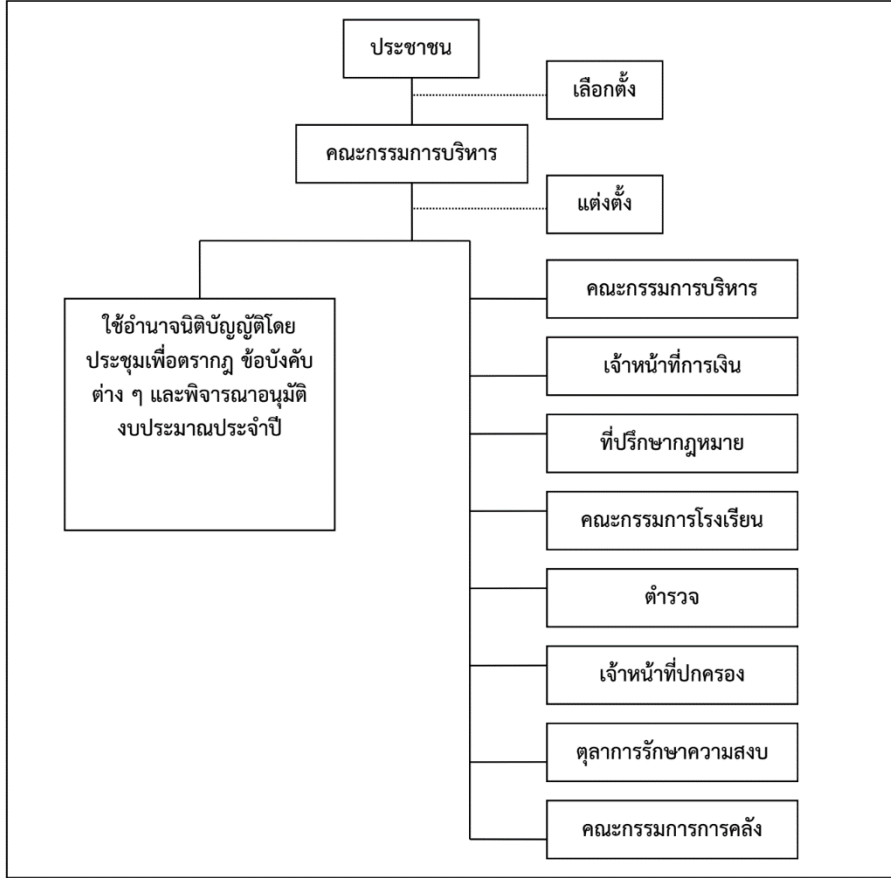 ประชาชน
เลือกตั้ง
คณะกรรมการบริหาร
แต่งตั้ง
ใช้อำนาจนิติบัญญัติโดย
ประชุมเพื่อตรากฎ ข้อบังคับ
ต่าง ๆ และพิจารณาอนุมัติ
งบประมาณประจำปี
คณะกรรมการบริหาร
เจ้าหน้าที่การเงิน
ที่ปรึกษากฎหมาย
คณะกรรมการโรงเรียน
ตำรวจ
เจ้าหน้าที่ปกครอง
ตุลาการรักษาความสงบ
คณะกรรมการการคลัง